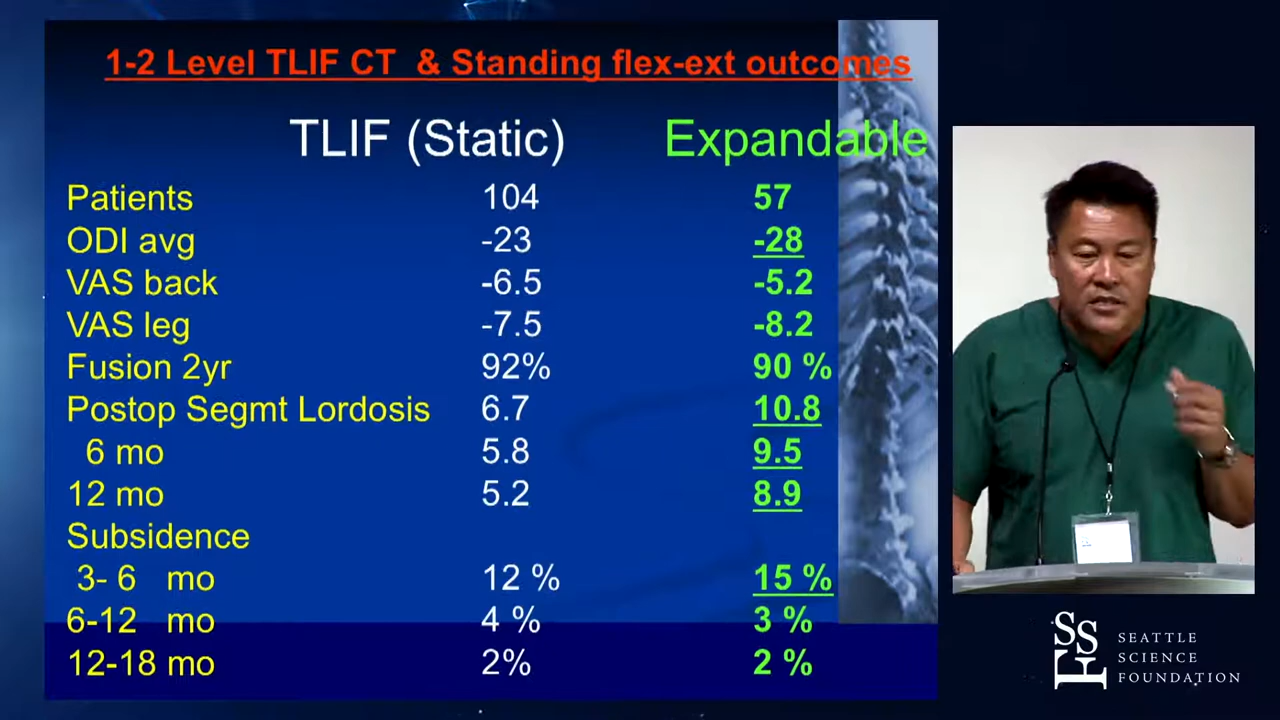 1-2 Level TLIF CT & Standing flex-ext outcomes
TLIF (Static) Expandable
Patients 104 57
ODI avg -23 -28
VAS back -6.5 -5.2
VAS leg -7.5 -8.2
Fusion 2yr 92% 90 %
Postop Segmt Lordosis 6.7 10.8
6 mo 5.8 9.5
12 mo 5.2 8.9
Subsidence
3- 6 mo 12 % 15 %
6-12 mo 4 % 3 %
12-18 mo 2% 2 %
SSF
SEATTLE
SCIENCE
FOUNDATION